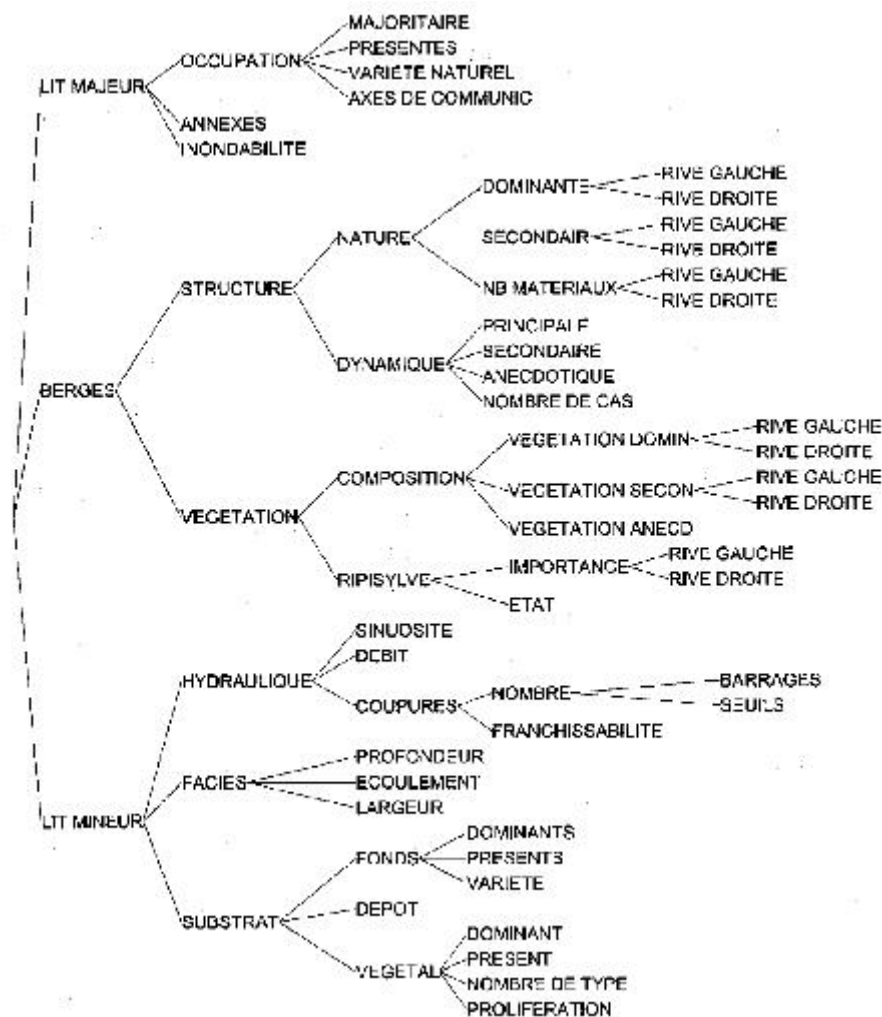 MAJORITAIRE
OCCUPATION
PRESENTES
LIT MAJEUR
VARIETE NATUREL
AXES DE COMMUNIC
ANNEXES
INONDABILITE
RIVE GAUCHE
DOMINANTE
RIVE DROITE
NATURE
RIVE GAUCHE
SECONDAIR
RIVE DROITE
STRUCTURE
RIVE GAUCHE
NB MATERIAUX
RIVE DROITE
PRINCIPALE
DYNAMIQUE
SECONDAIRE
ANECDOTIQUE
BERGES
NOMBRE DE CAS
RIVE GAUCHE
VEGETATION DOMIN
RIVE DROITE
COMPOSITION
RIVE GAUCHE
VEGETATION SECON
RIVE DROITE
VEGETATION
VEGETATION ANECD
RIVE GAUCHE
IMPORTANCE
RIPISYLVE
RIVE DROITE
ETAT
SINUOSITE
DEBIT
HYDRAULIQUE
BARRAGES
NOMBRE
COUPURES
SEUILS
FRANCHISSABILITE
PROFONDEUR
FACIES
ECOULEMENT
LARGEUR
LIT MINEUR
DOMINANTS
FONDS
PRESENTS
VARIETE
SUBSTRAT
DEPOT
DOMINANT
PRESENT
VEGETAL
NOMBRE DE TYPE
PROLIFERATION